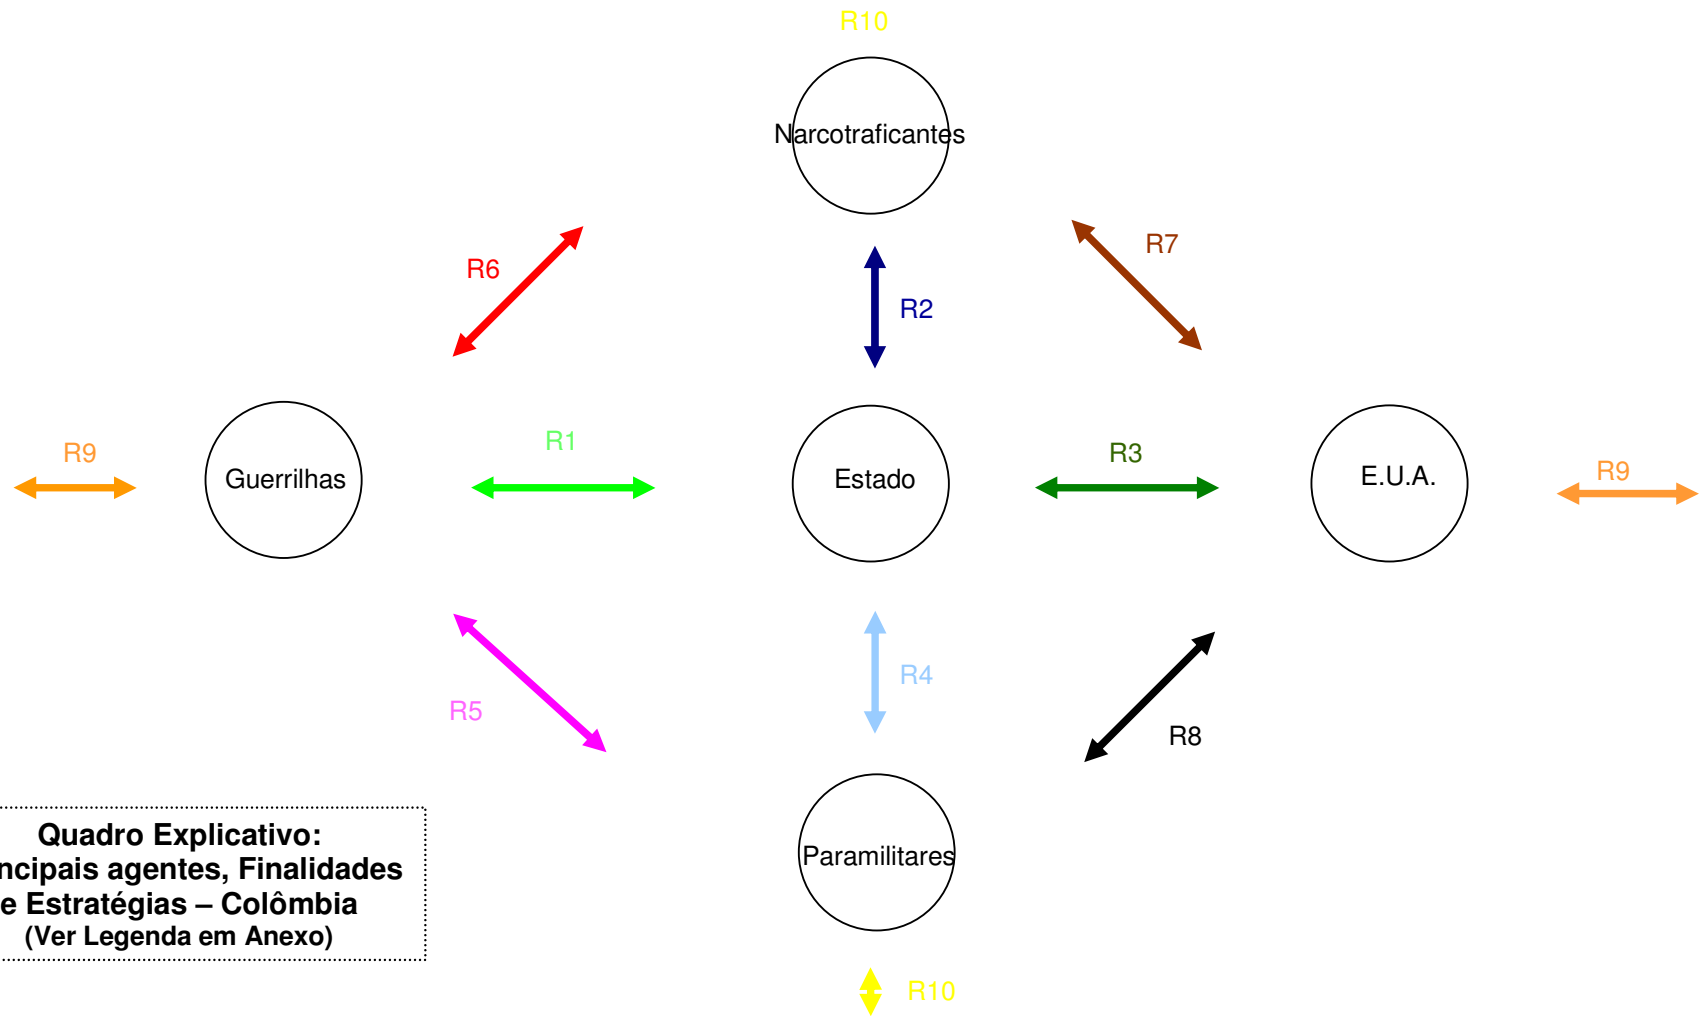 R10
Narcotraficantes
R6
R7
R2
R9
R1
R3
R9
Guerrilhas
Estado
E.U.A.
R5
R4
R8
Quadro Explicativo:
ncipais agentes, Finalidades
e Estratégias – Colômbia
(Ver Legenda em Anexo)
Paramilitares
R10